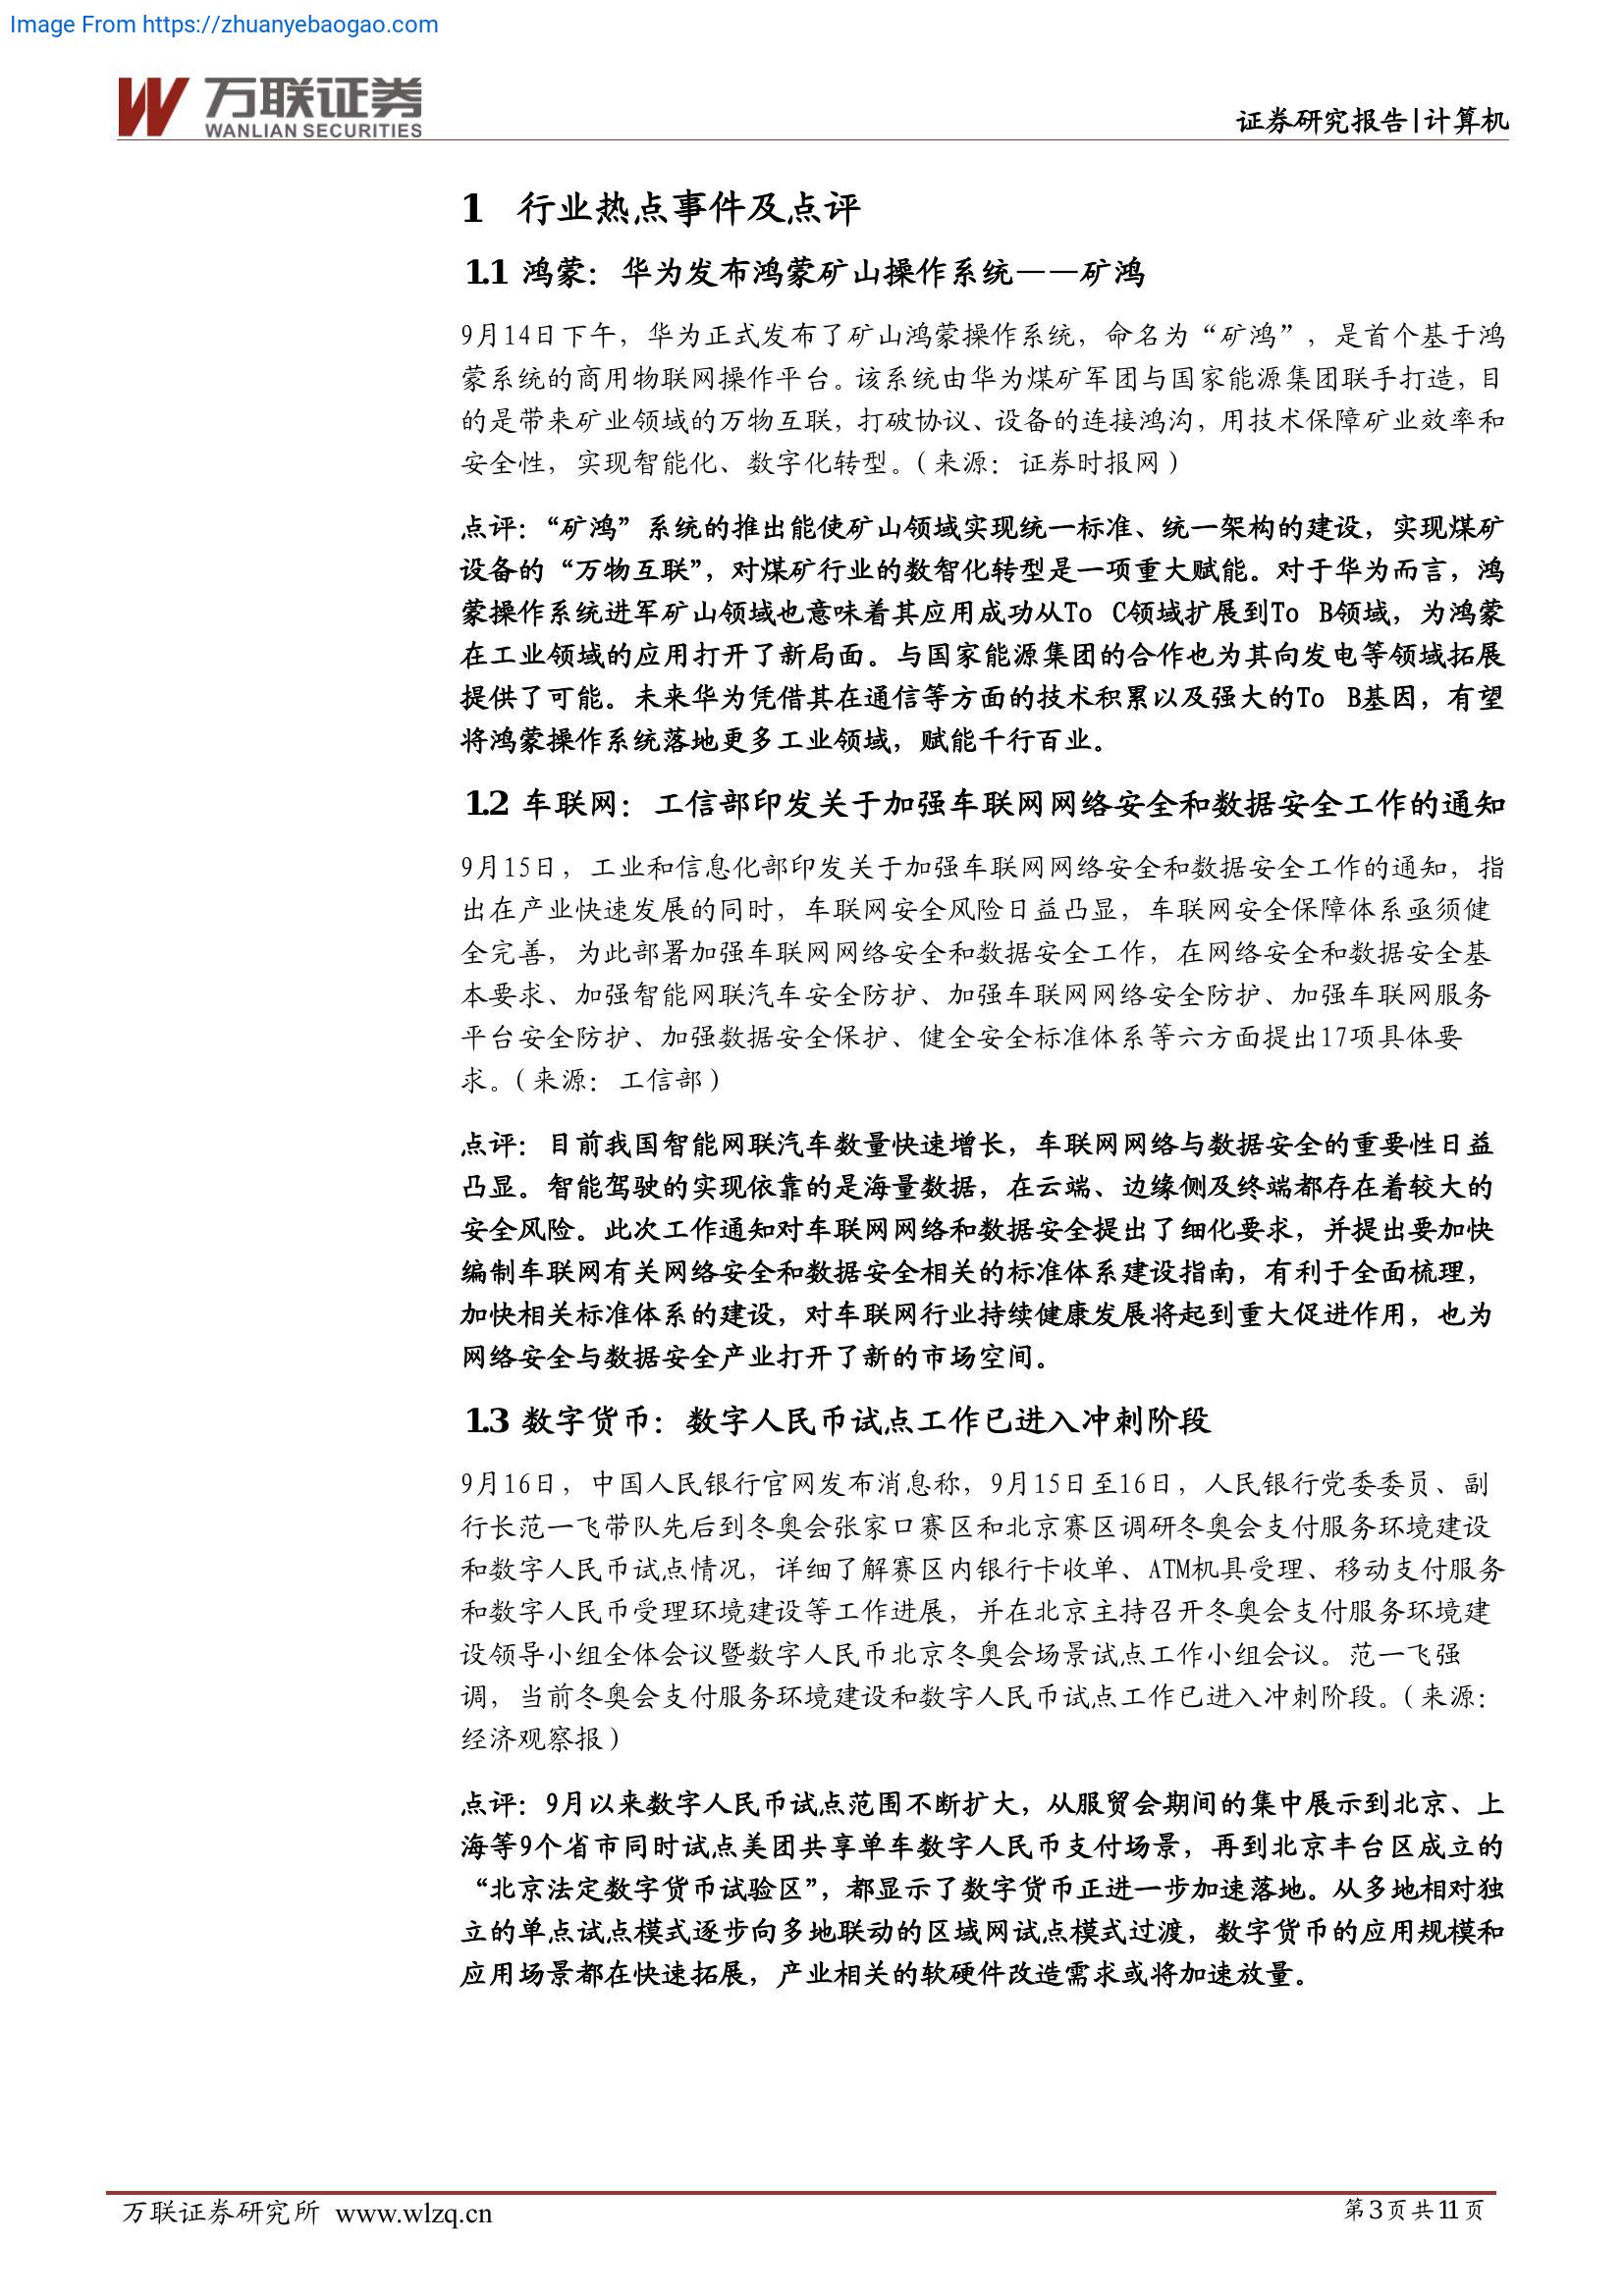 Image From https://zhuanyebaogao.com
万联证券
WANLIAN SECURITIES
证券研究报告|计算机
1 行业热点事件及点评
1.1 鸿蒙：华为发布鸿蒙矿山操作系统——矿鸿
9月14日下午，华为正式发布了矿山鸿蒙操作系统，命名为“矿鸿”，是首个基于鸿
蒙系统的商用物联网操作平台。该系统由华为煤矿军团与国家能源集团联手打造，目
的是带来矿业领域的万物互联，打破协议、设备的连接鸿沟，用技术保障矿业效率和
安全性，实现智能化、数字化转型。（来源：证券时报网）
点评：“矿鸿”系统的推出能使矿山领域实现统一标准、统一架构的建设，实现煤矿
设备的“万物互联”，对煤矿行业的数智化转型是一项重大赋能。对于华为而言，鸿
蒙操作系统进军矿山领域也意味着其应用成功从To C领域扩展到To B领域，为鸿蒙
在工业领域的应用打开了新局面。与国家能源集团的合作也为其向发电等领域拓展
提供了可能。未来华为凭借其在通信等方面的技术积累以及强大的To B基因，有望
将鸿蒙操作系统落地更多工业领域，赋能千行百业。
1.2 车联网：工信部印发关于加强车联网网络安全和数据安全工作的通知
9月15日，工业和信息化部印发关于加强车联网网络安全和数据安全工作的通知，指
出在产业快速发展的同时，车联网安全风险日益凸显，车联网安全保障体系亟须健
全完善，为此部署加强车联网网络安全和数据安全工作，在网络安全和数据安全基
本要求、加强智能网联汽车安全防护、加强车联网网络安全防护、加强车联网服务
平台安全防护、加强数据安全保护、健全安全标准体系等六方面提出17项具体要
求。（来源：工信部）
点评：目前我国智能网联汽车数量快速增长，车联网网络与数据安全的重要性日益
凸显。智能驾驶的实现依靠的是海量数据，在云端、边缘侧及终端都存在着较大的
安全风险。此次工作通知对车联网网络和数据安全提出了细化要求，并提出要加快
编制车联网有关网络安全和数据安全相关的标准体系建设指南，有利于全面梳理，
加快相关标准体系的建设，对车联网行业持续健康发展将起到重大促进作用，也为
网络安全与数据安全产业打开了新的市场空间。
1.3 数字货币：数字人民币试点工作已进入冲刺阶段
9月16日，中国人民银行官网发布消息称，9月15日至16日，人民银行党委委员、副
行长范一飞带队先后到冬奥会张家口赛区和北京赛区调研冬奥会支付服务环境建设
和数字人民币试点情况，详细了解赛区内银行卡收单、ATM机具受理、移动支付服务
和数字人民币受理环境建设等工作进展，并在北京主持召开冬奥会支付服务环境建
设领导小组全体会议暨数字人民币北京冬奥会场景试点工作小组会议。范一飞强
调，当前冬奥会支付服务环境建设和数字人民币试点工作已进入冲刺阶段。（来源：
经济观察报）
点评：9月以来数字人民币试点范围不断扩大，从服贸会期间的集中展示到北京、上
海等9个省市同时试点美团共享单车数字人民币支付场景，再到北京丰台区成立的
“北京法定数字货币试验区”，都显示了数字货币正进一步加速落地。从多地相对独
立的单点试点模式逐步向多地联动的区域网试点模式过渡，数字货币的应用规模和
应用场景都在快速拓展，产业相关的软硬件改造需求或将加速放量。
万联证券研究所 www.wlzq.cn
第3页共11页